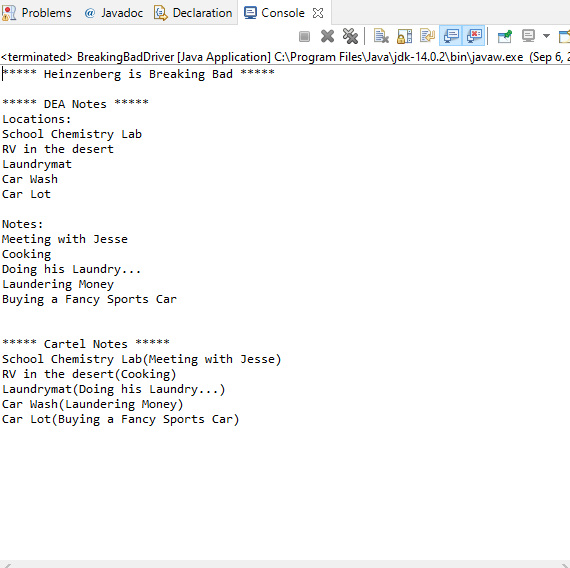 Problems @ Javadoc Declaration Console
<terminated> BreakingBadDriver [Java Application] C:\Program Files\Java\jdk-14.0.2\bin\javaw.exe (Sep 6,
***** Heinzenberg is Breaking Bad *****
***** DEA Notes *****
Locations:
School Chemistry Lab
RV in the desert
Laundrymat
Car Wash
Car Lot
Notes:
Meeting with Jesse
Cooking
Doing his Laundry...
Laundering Money
Buying a Fancy Sports Car
***** Cartel Notes *****
School Chemistry Lab(Meeting with Jesse)
RV in the desert(Cooking)
Laundrymat(Doing his Laundry...)
Car Wash(Laundering Money)
Car Lot(Buying a Fancy Sports Car)